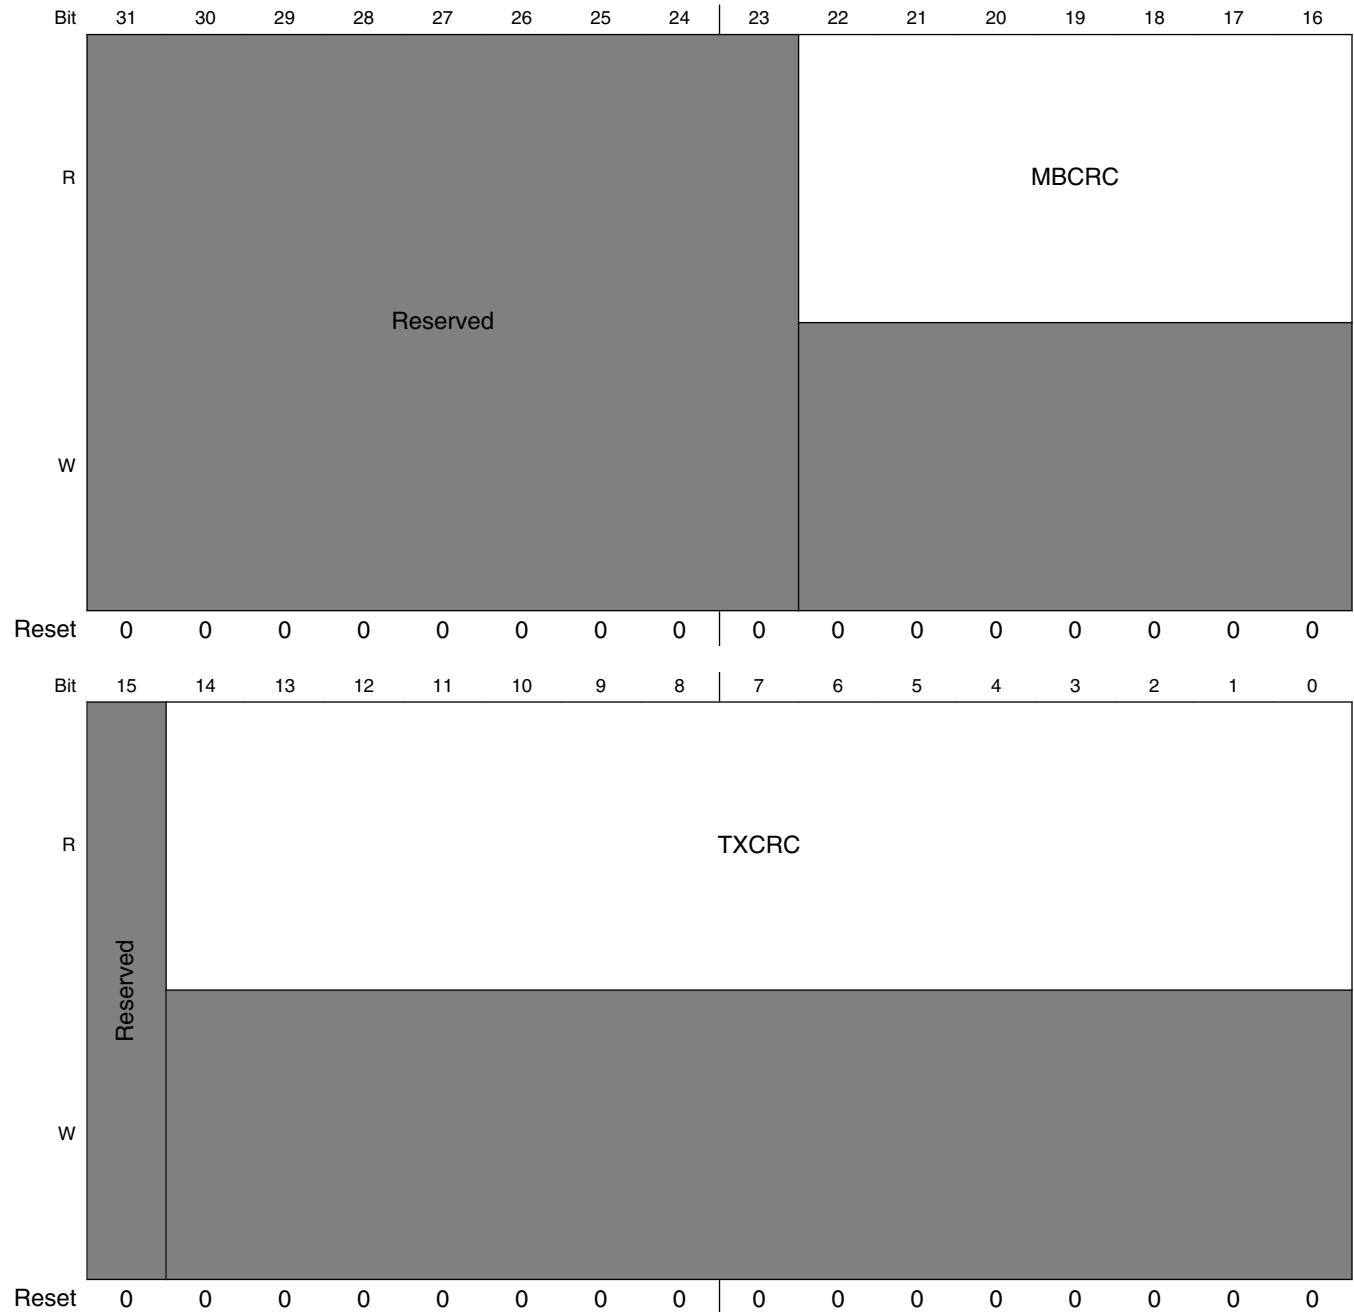 Bit 31 30 29 28 27 26 25 24 23 22 21 20 19 18 17 16
R MBCRC
Reserved
W
Reset 0 0 0 0 0 0 0 0 0 0 0 0 0 0 0 0
Bit 15 14 13 12 11 10 9 8 7 6 5 4 3 2 1 0
R TXCRC
Reserved
W
Reset 0 0 0 0 0 0 0 0 0 0 0 0 0 0 0 0